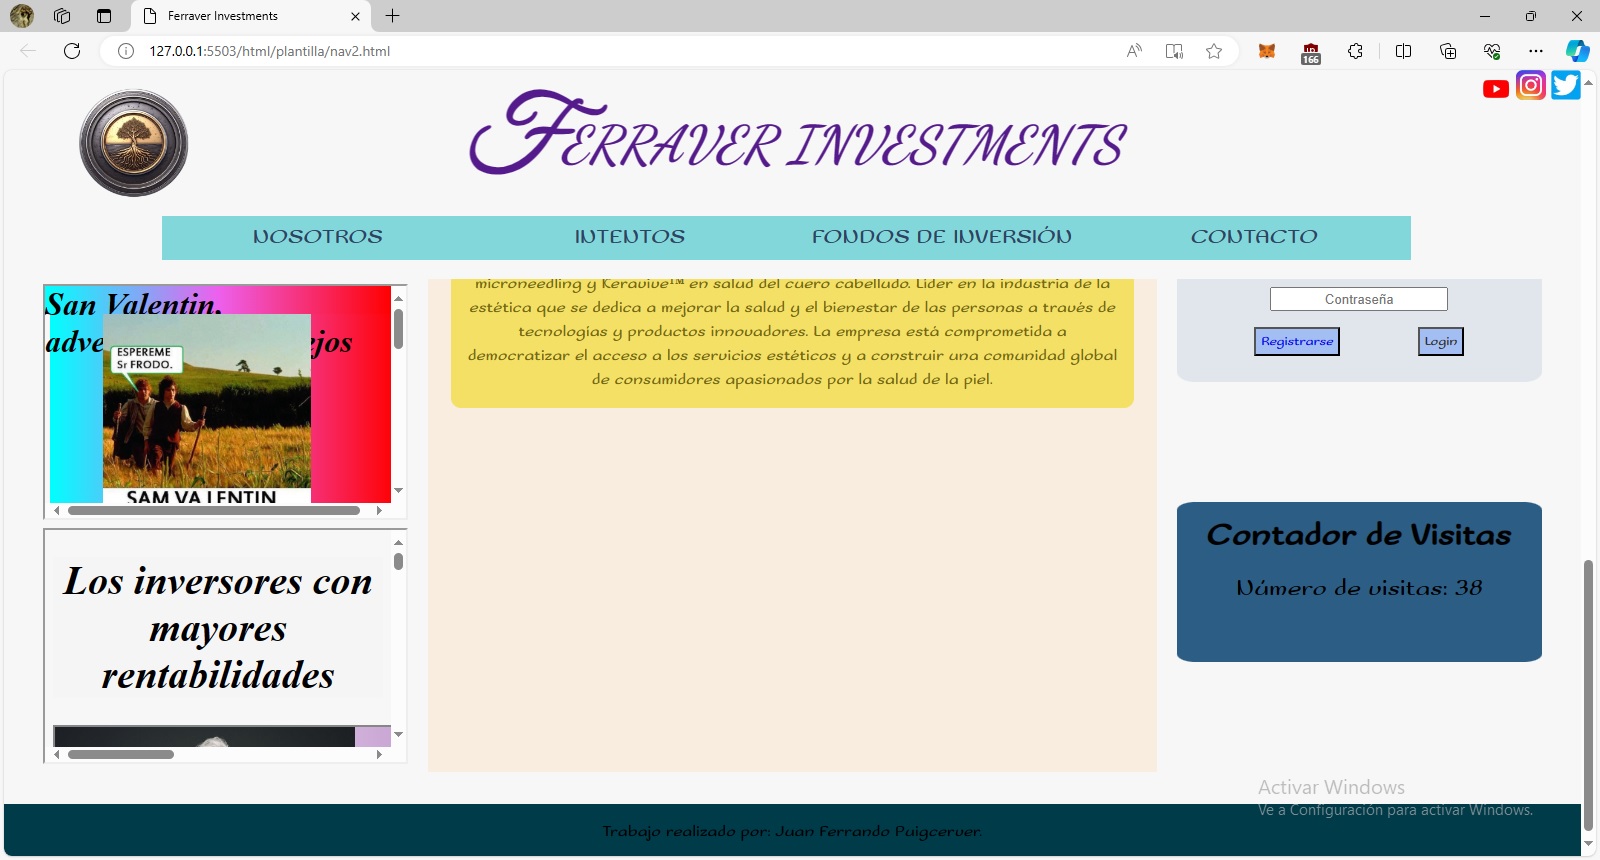 Ferraver Investments
127.0.0.1:5503/html/plantilla/nav2.html
166
FERRAVER INVESTMENTS
NOSOTROS
INTENTOS
FONDOS DE INVERSIÓN
CONTACTO
San Valentin,
adve
ejos
ESPEREME
Sr FRODO.
SAM VA LENTIN
Los inversores con
mayores
rentabilidades
microneedling y Keravive™ en salud del cuero cabelludo. Líder en la industria de la
estética que se dedica a mejorar la salud y el bienestar de las personas a través de
tecnologías y productos innovadores. La empresa está comprometida a
democratizar el acceso a los servicios estéticos y a construir una comunidad global
de consumidores apasionados por la salud de la piel.
Contraseña
Registrarse
Login
Contador de Visitas
Número de visitas: 38
Activar Windows
Ve a Configuración para activar Windows.
Trabajo realizado por: Juan Ferrando Puigcerver.